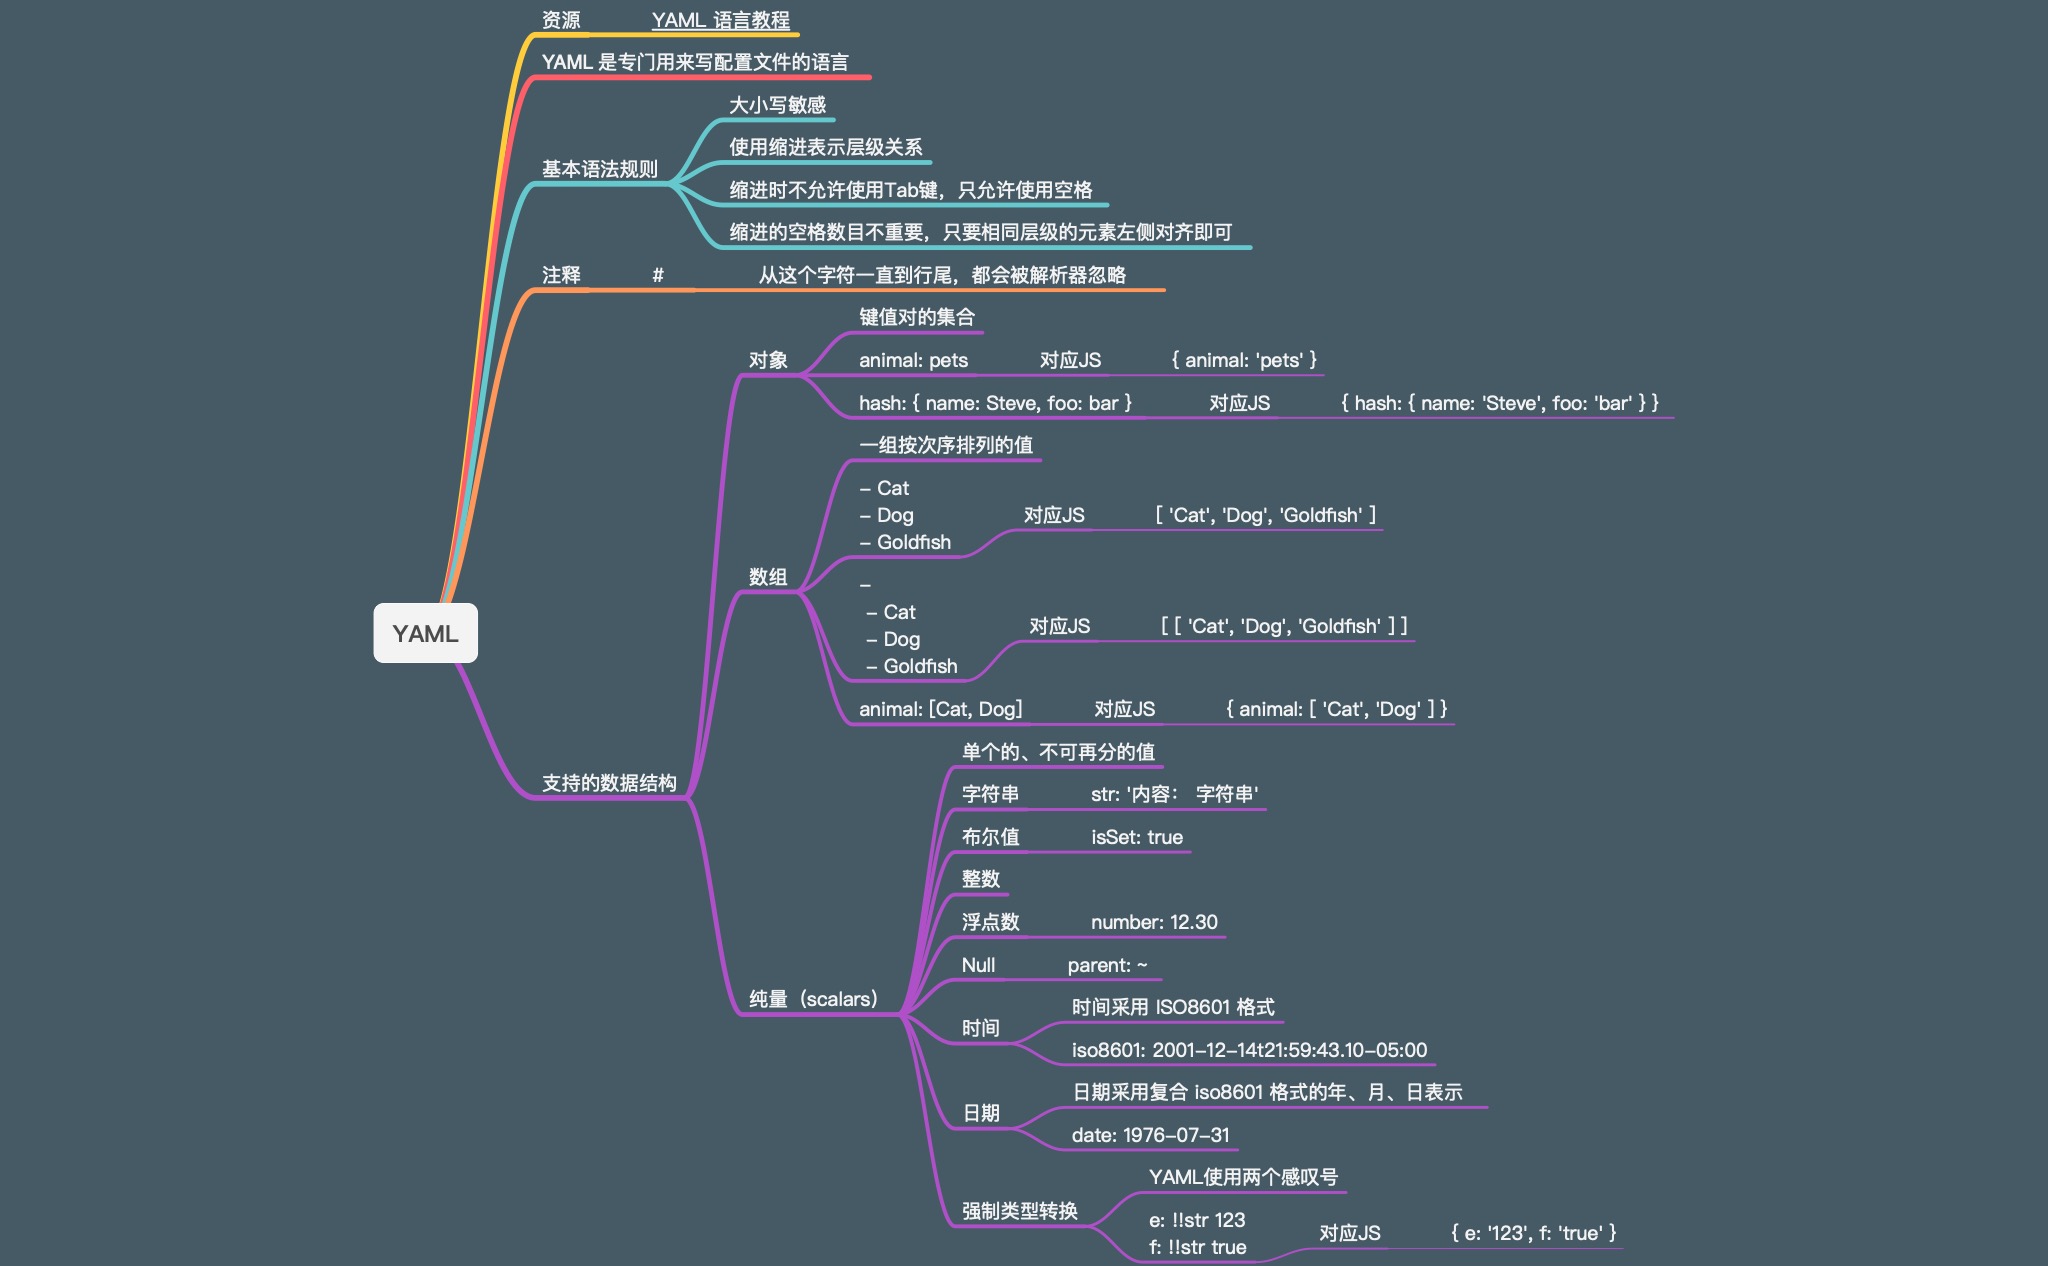 资源
YAML 语言教程
YAML 是专门用来写配置文件的语言
大小写敏感
使用缩进表示层级关系
基本语法规则
缩进时不允许使用Tab键，只允许使用空格
缩进的空格数目不重要，只要相同层级的元素左侧对齐即可
注释
#
从这个字符一直到行尾，都会被解析器忽略
键值对的集合
对象
animal: pets
对应JS
{ animal: 'pets' }
hash: { name: Steve, foo: bar }
对应JS
{ hash: { name: 'Steve', foo: 'bar' } }
一组按次序排列的值
- Cat
- Dog
- Goldfish
对应JS
[ 'Cat', 'Dog', 'Goldfish' ]
数组
-
- Cat
- Dog
- Goldfish
对应JS
[ [ 'Cat', 'Dog', 'Goldfish' ] ]
animal: [Cat, Dog]
对应JS
{ animal: [ 'Cat', 'Dog' ] }
YAML
支持的数据结构
单个的、不可再分的值
字符串
str: '内容： 字符串'
布尔值
isSet: true
整数
浮点数
number: 12.30
Null
parent: ~
纯量（scalars）
时间
时间采用 ISO8601 格式
iso8601: 2001-12-14t21:59:43.10-05:00
日期
日期采用复合 iso8601 格式的年、月、日表示
date: 1976-07-31
强制类型转换
YAML使用两个感叹号
e: !!str 123
f: !!str true
对应JS
{ e: '123', f: 'true' }